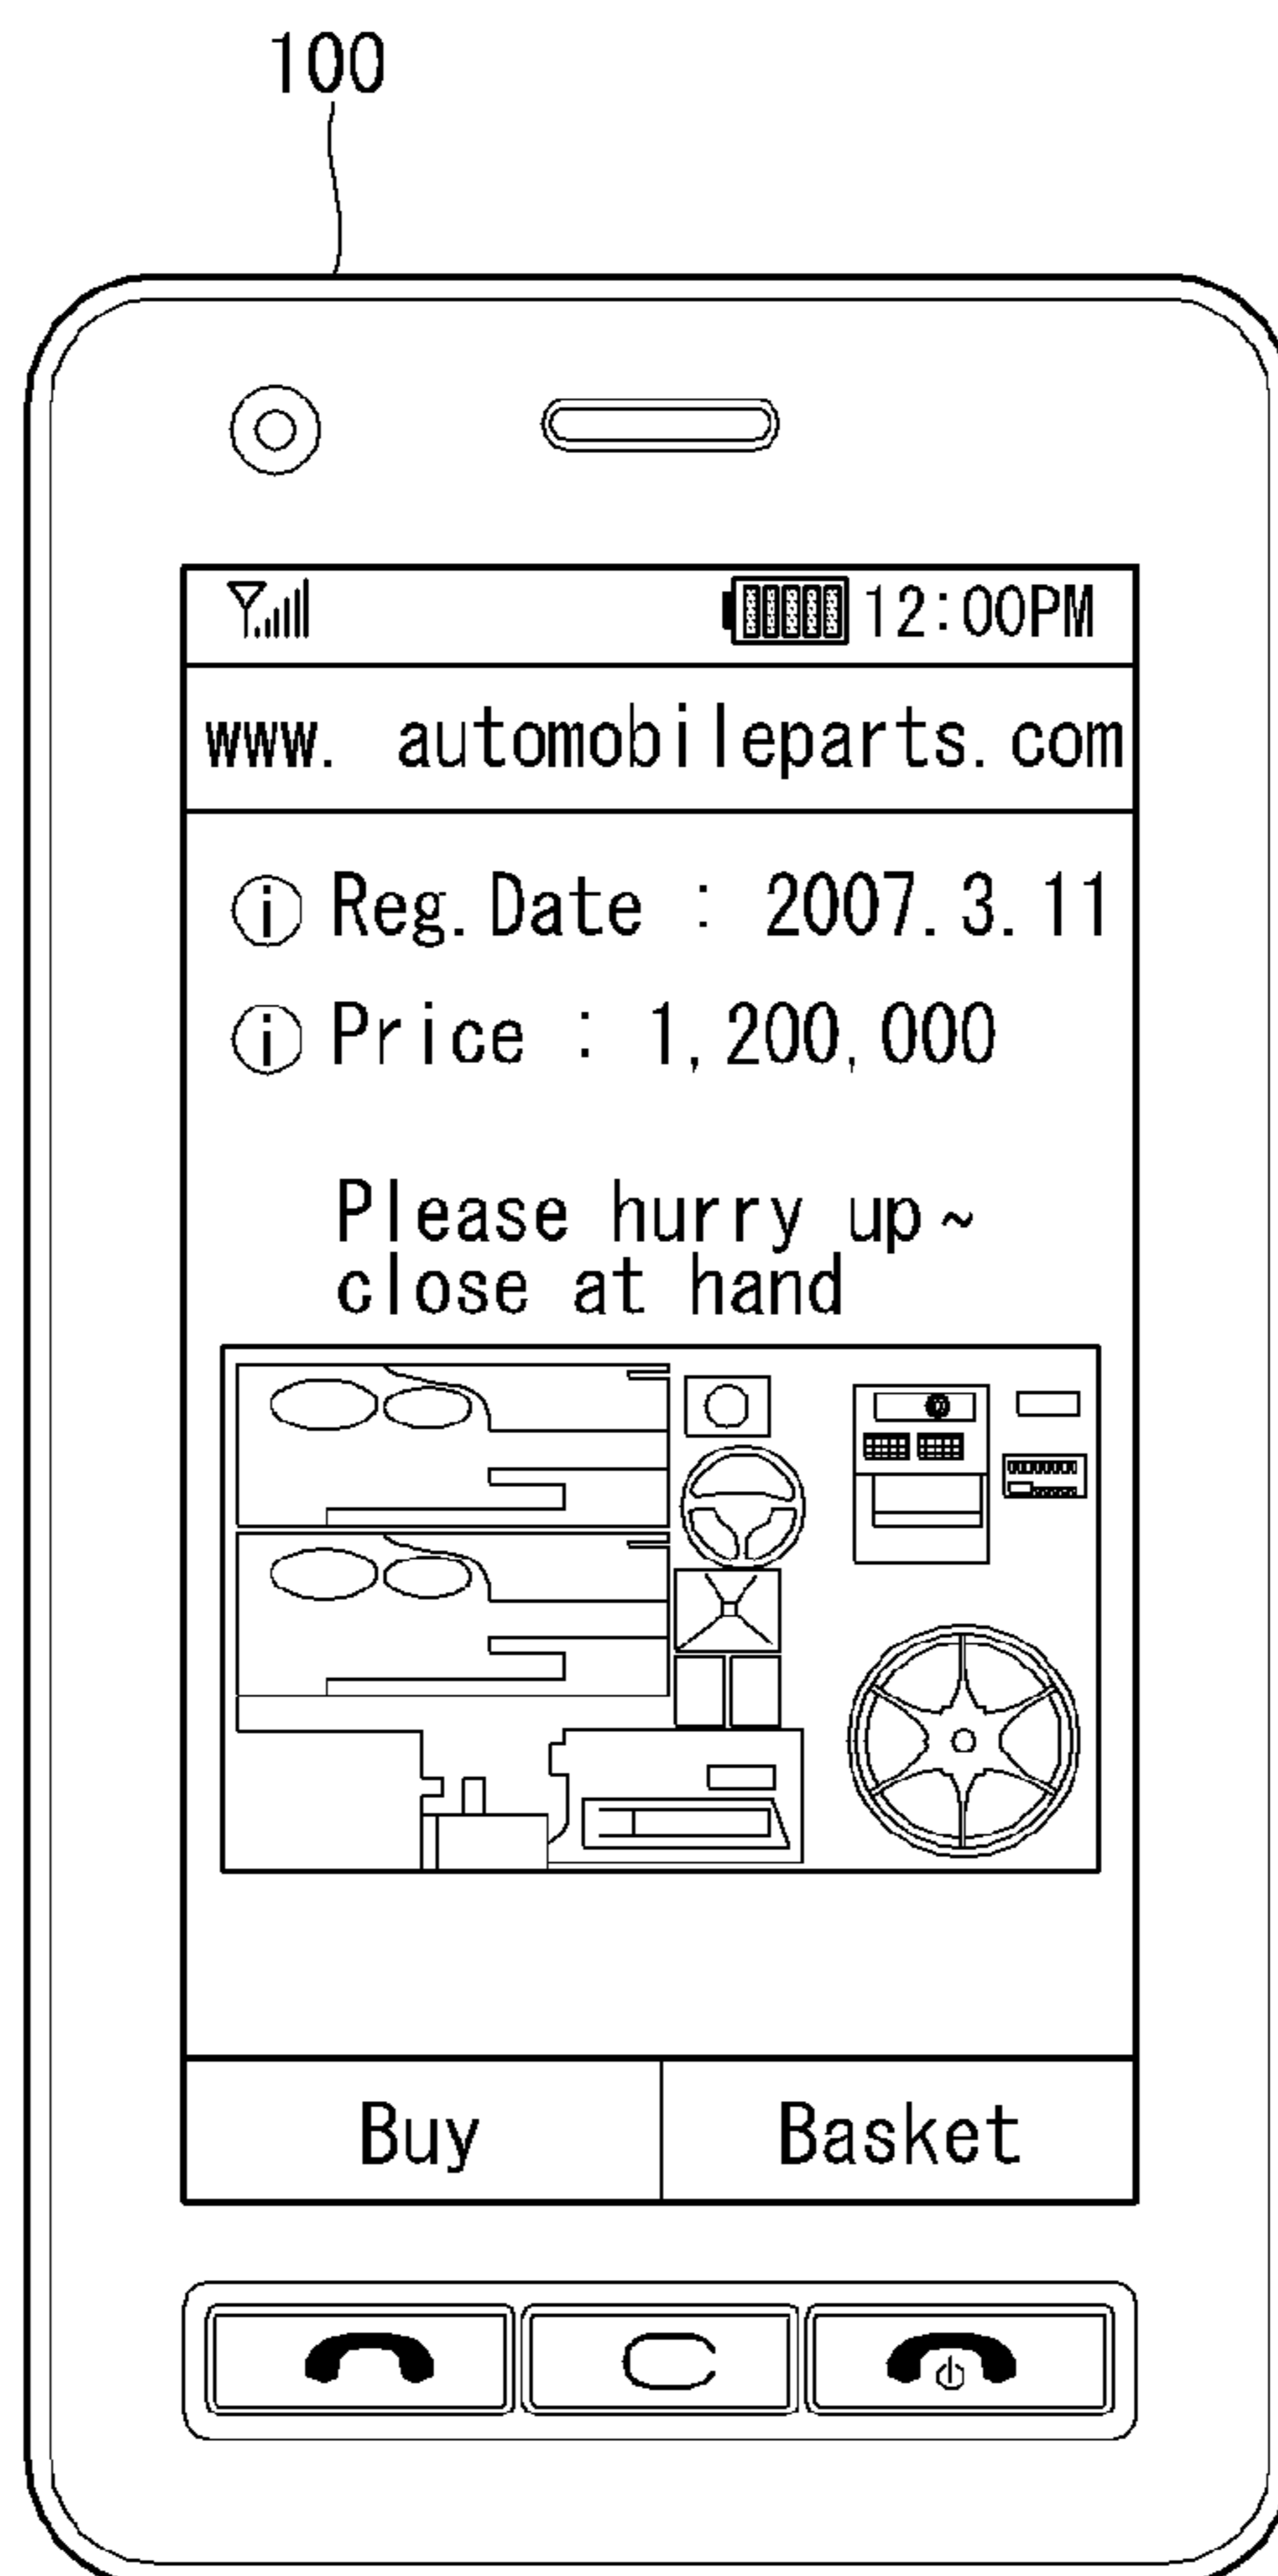 100
12:00PM
www. automobileparts.com
i Reg.Date : 2007.3.11
i Price : 1,200,000
Please hurry up~
close at hand
Buy Basket
C